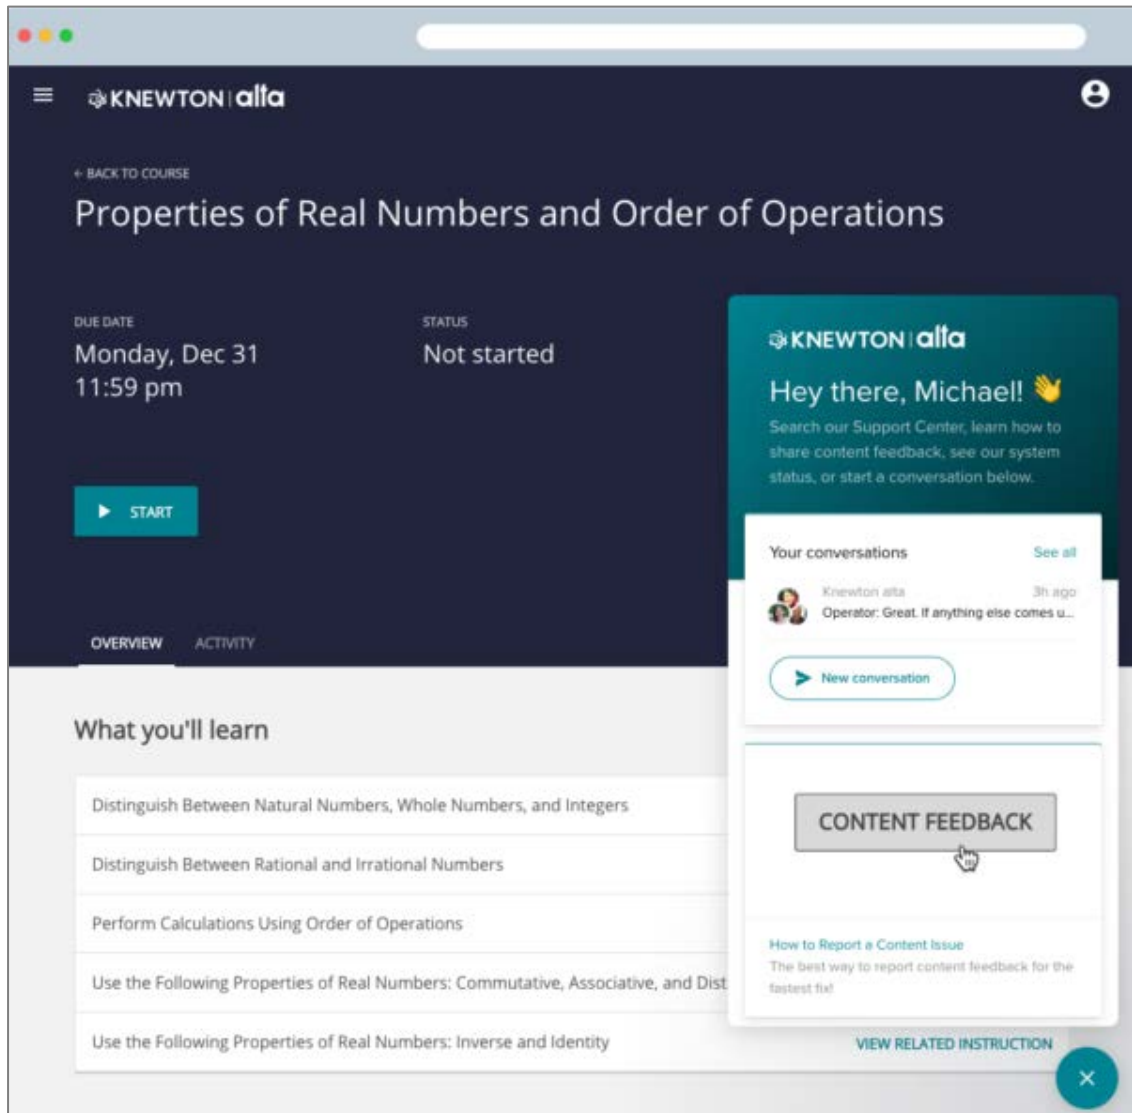 KNEWTON | alta
← BACK TO COURSE
Properties of Real Numbers and Order of Operations
DUE DATE
Monday, Dec 31
11:59 pm
STATUS
Not started
START
OVERVIEW
ACTIVITY
KNEWTON | alta
Hey there, Michael! 👋
Search our Support Center, learn how to
share content feedback, see our system
status, or start a conversation below.
Your conversations
See all
Knewton alta
3h ago
Operator: Great. If anything else comes u...
New conversation
CONTENT FEEDBACK
How to Report a Content Issue
The best way to report content feedback for the
fastest fix!
What you'll learn
Distinguish Between Natural Numbers, Whole Numbers, and Integers
Distinguish Between Rational and Irrational Numbers
Perform Calculations Using Order of Operations
Use the Following Properties of Real Numbers: Commutative, Associative, and Dist
Use the Following Properties of Real Numbers: Inverse and Identity
VIEW RELATED INSTRUCTION